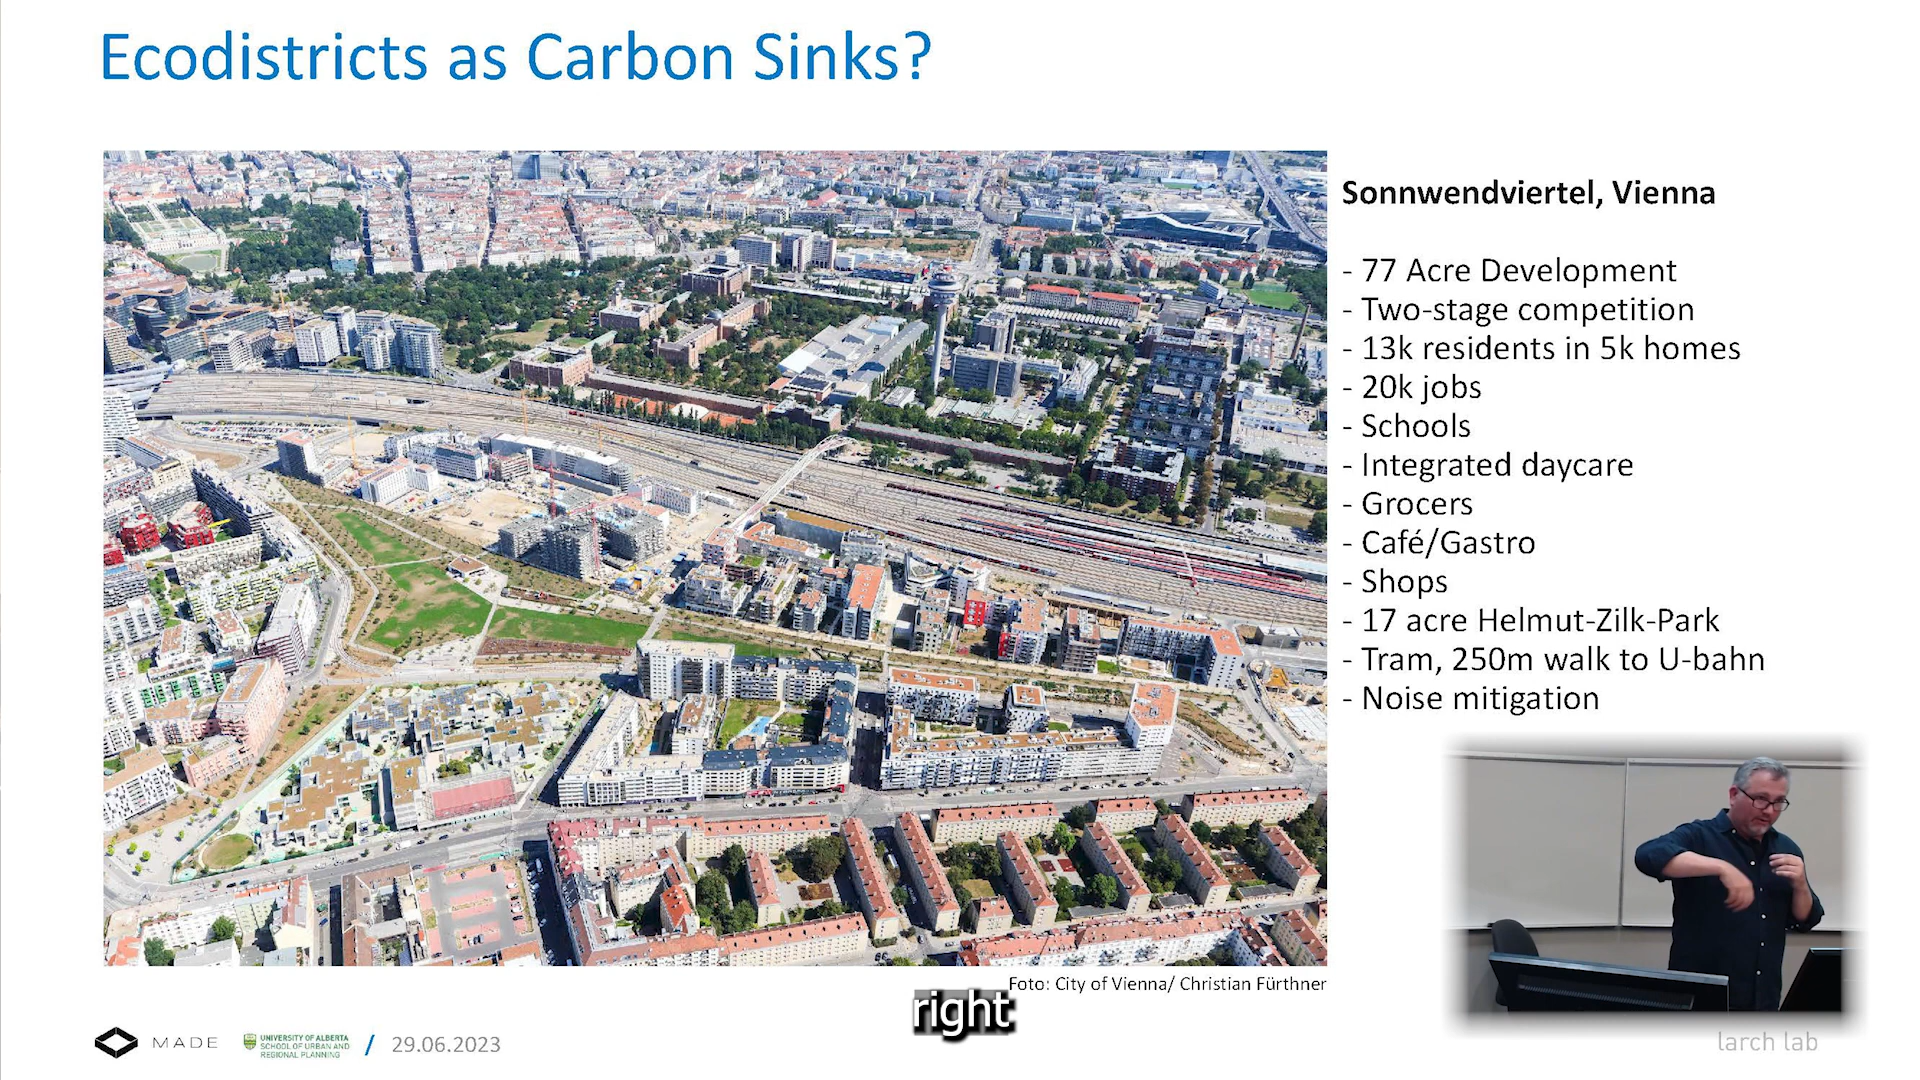 Ecodistricts as Carbon Sinks?
Sonnwendviertel, Vienna
- 77 Acre Development
- Two-stage competition
- 13k residents in 5k homes
- 20k jobs
- Schools
- Integrated daycare
- Grocers
- Café/Gastro
- Shops
- 17 acre Helmut-Zilk-Park
- Tram, 250m walk to U-bahn
- Noise mitigation
Foto: City of Vienna/ Christian Fürthner
right
MADE
UNIVERSITY OF ALBERTA
SCHOOL OF URBAN AND
REGIONAL PLANNING
/ 29.06.2023
larch lab